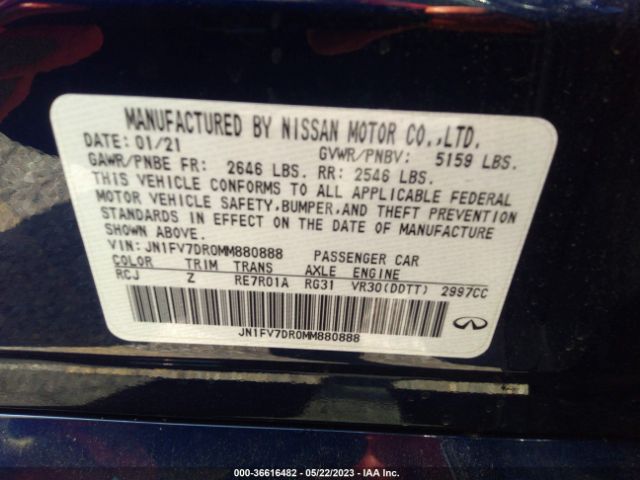 MANUFACTURED BY NISSAN MOTOR CO.,LTD.
DATE: 01/21 GVWR/PNBV: 5159 LBS.
GAWR/PNBE FR: 2646 LBS. RR: 2546 LBS.
THIS VEHICLE CONFORMS TO ALL APPLICABLE FEDERAL
MOTOR VEHICLE SAFETY,BUMPER,AND THEFT PREVENTION
STANDARDS IN EFFECT ON THE DATE OF MANUFACTURE
SHOWN ABOVE.
VIN: JN1FV7DR0MM880888 PASSENGER CAR
COLOR TRIM TRANS AXLE ENGINE
RCJ Z RE7R01A RG31 VR30(DDTT) 2997CC
JN1FV7DR0MM880888
000-36616482 - 05/22/2023 - IAA Inc.